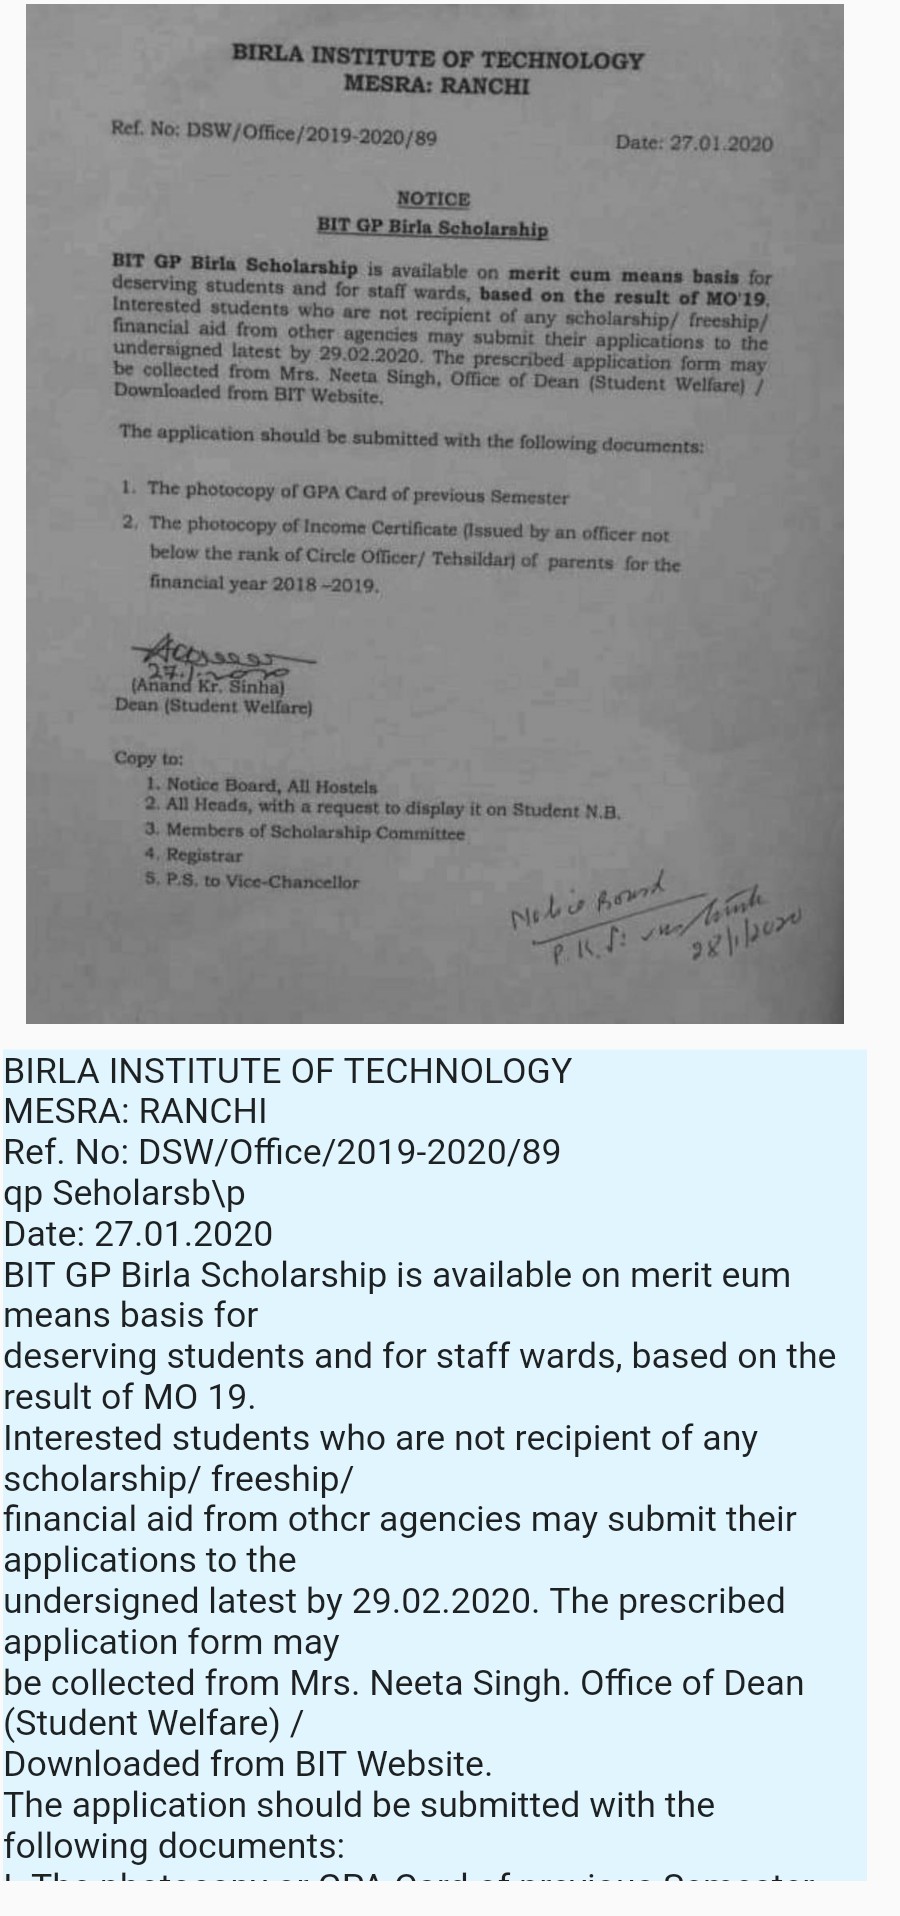 BIRLA INSTITUTE OF TECHNOLOGY
MESRA: RANCHI
Ref. No: DSW/Office/2019-2020/89
Date: 27.01.2020
NOTICE
BIT GP Birla Scholarship
BIT GP Birla Scholarship is available on merit cum means basis for
deserving students and for staff wards, based on the result of MO'19.
Interested students who are not recipient of any scholarship/ freeship/
financial aid from other agencies may submit their applications to the
undersigned latest by 29.02.2020. The prescribed application form may
be collected from Mrs. Neeta Singh, Office of Dean (Student Welfare) /
Downloaded from BIT Website.
The application should be submitted with the following documents:
1. The photocopy of GPA Card of previous Semester
2. The photocopy of Income Certificate (Issued by an officer not
below the rank of Circle Officer/ Tehsildar) of parents for the
financial year 2018 –2019.
27.1.2020
(Anand Kr. Sinha)
Dean (Student Welfare)
Copy to:
1. Notice Board, All Hostels
2. All Heads, with a request to display it on Student N.B.
3. Members of Scholarship Committee
4. Registrar
5. P.S. to Vice-Chancellor
Notice Board
P.K.S:
28/1/2020
BIRLA INSTITUTE OF TECHNOLOGY
MESRA: RANCHI
Ref. No: DSW/Office/2019-2020/89
qp Seholarsb\p
Date: 27.01.2020
BIT GP Birla Scholarship is available on merit eum
means basis for
deserving students and for staff wards, based on the
result of MO 19.
Interested students who are not recipient of any
scholarship/ freeship/
financial aid from othcr agencies may submit their
applications to the
undersigned latest by 29.02.2020. The prescribed
application form may
be collected from Mrs. Neeta Singh. Office of Dean
(Student Welfare) /
Downloaded from BIT Website.
The application should be submitted with the
following documents: